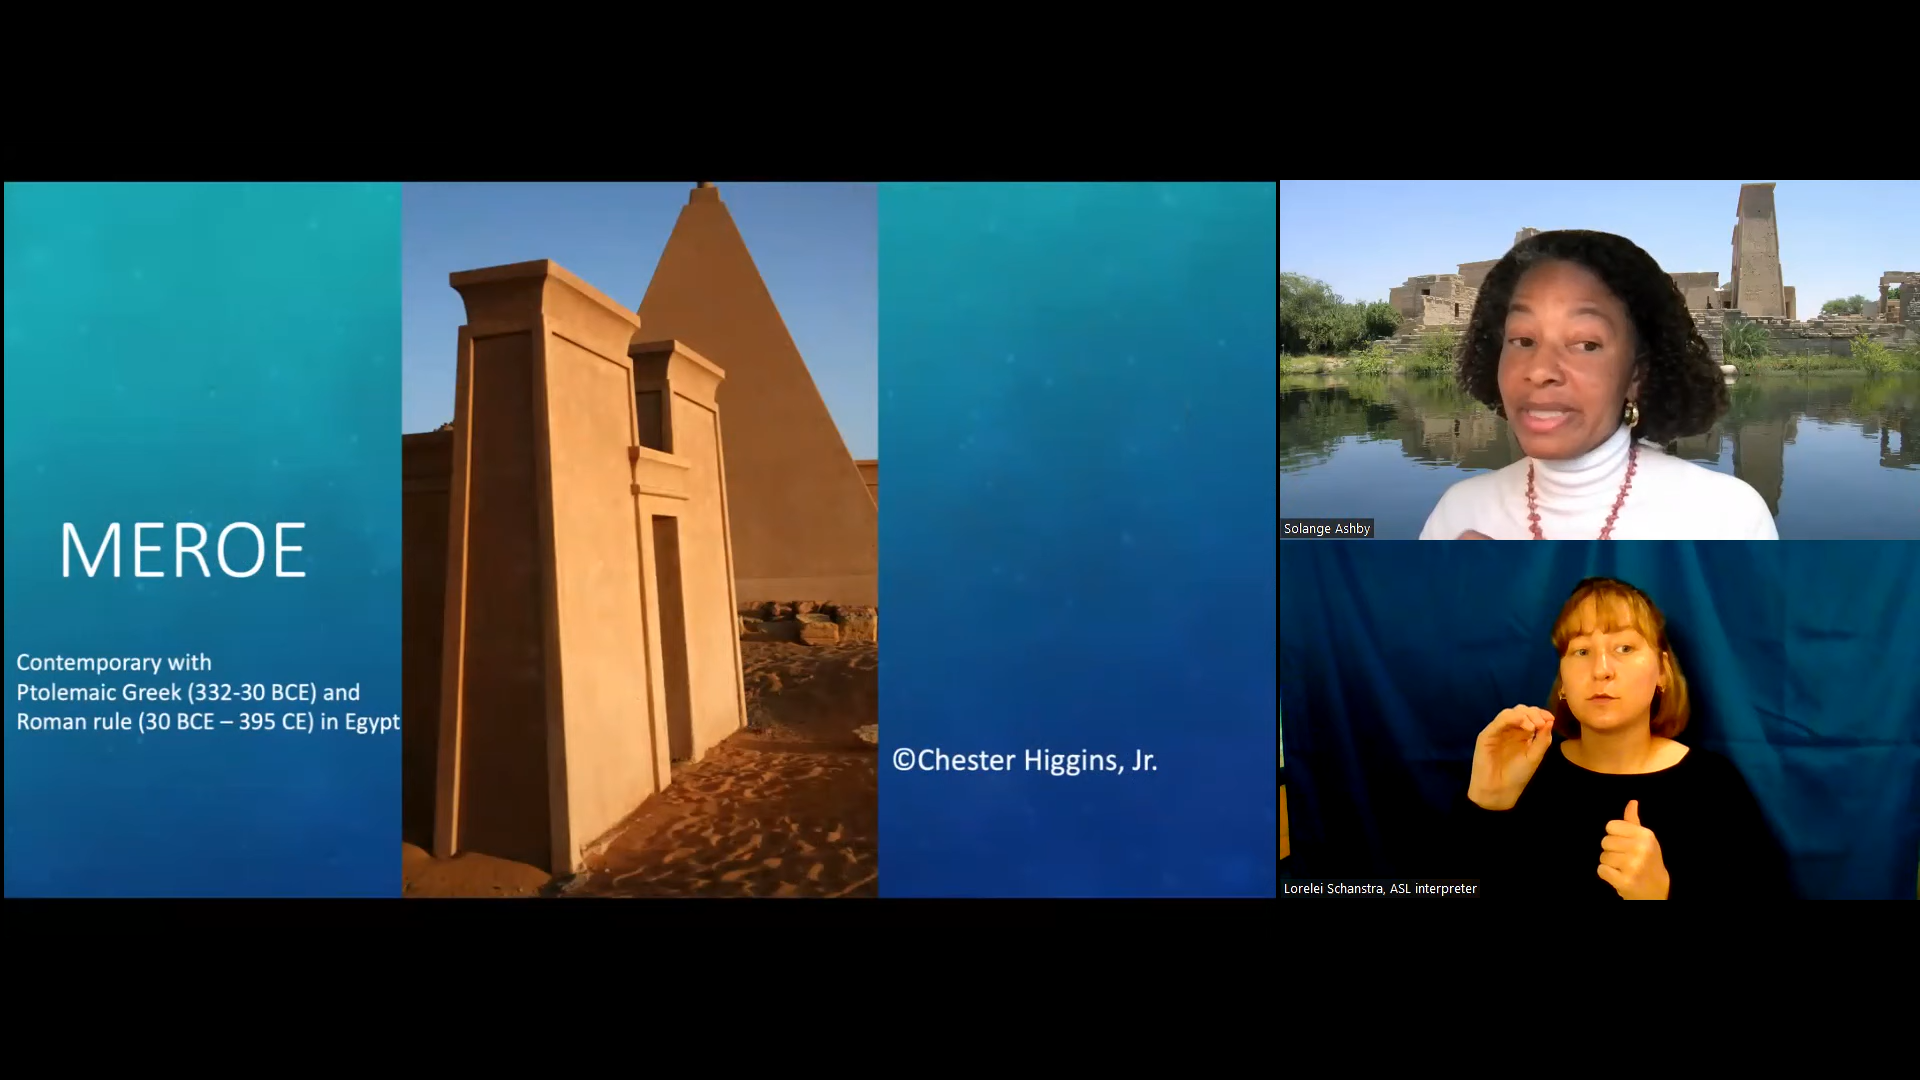 MEROE
Contemporary with
Ptolemaic Greek (332-30 BCE) and
Roman rule (30 BCE – 395 CE) in Egypt
©Chester Higgins, Jr.
Solange Ashby
Lorelei Schanstra, ASL interpreter